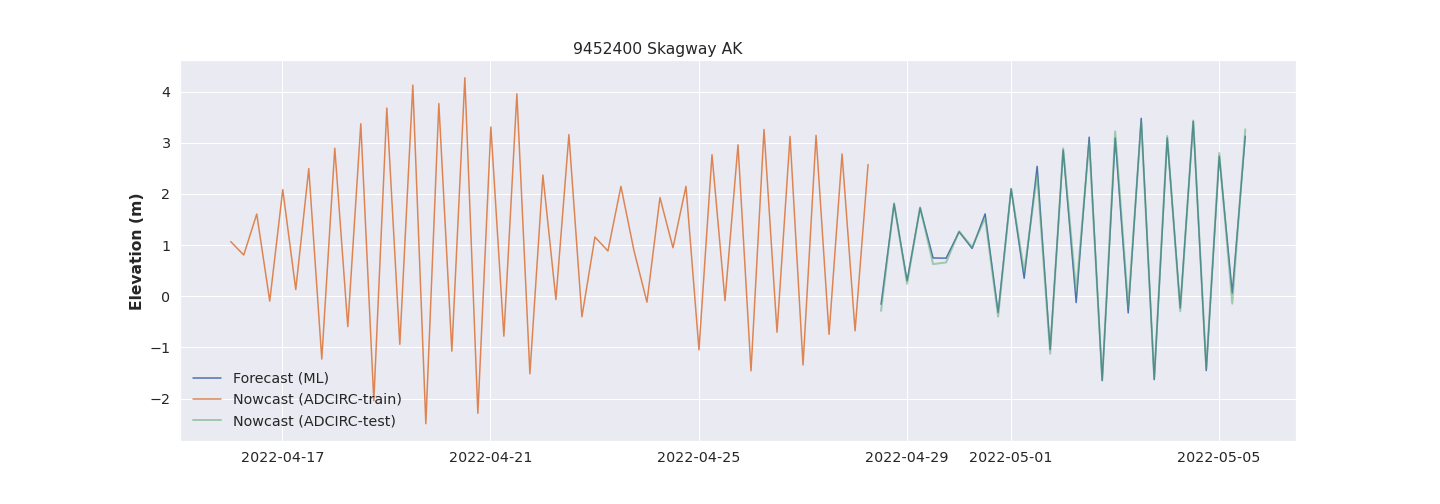 9452400 Skagway AK
Elevation (m)
4
3
2
1
0
−1
−2
Forecast (ML)
Nowcast (ADCIRC-train)
Nowcast (ADCIRC-test)
2022-04-17 2022-04-21 2022-04-25 2022-04-29 2022-05-01 2022-05-05